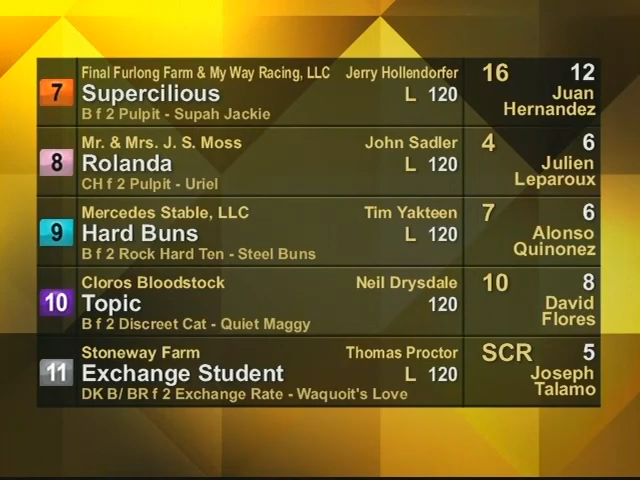 Final Furlong Farm & My Way Racing, LLC Jerry Hollendorfer 16 12
7 Supercilious L 120 Juan
B f 2 Pulpit - Supah Jackie Hernandez
Mr. & Mrs. J. S. Moss John Sadler 4 6
8 Rolanda L 120 Julien
CH f 2 Pulpit - Uriel Leparoux
Mercedes Stable, LLC Tim Yakteen 7 6
9 Hard Buns L 120 Alonso
B f 2 Rock Hard Ten - Steel Buns Quinonez
Cloros Bloodstock Neil Drysdale 10 8
10 Topic 120 David
B f 2 Discreet Cat - Quiet Maggy Flores
Stoneway Farm Thomas Proctor SCR 5
11 Exchange Student L 120 Joseph
DK B/ BR f 2 Exchange Rate - Waquoit's Love Talamo